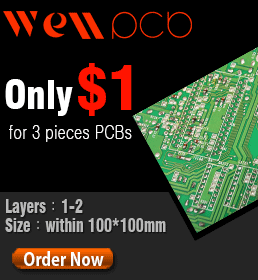 Well pcb
Only $1
for 3 pieces PCBs
Layers：1-2
Size：within 100*100mm
Order Now